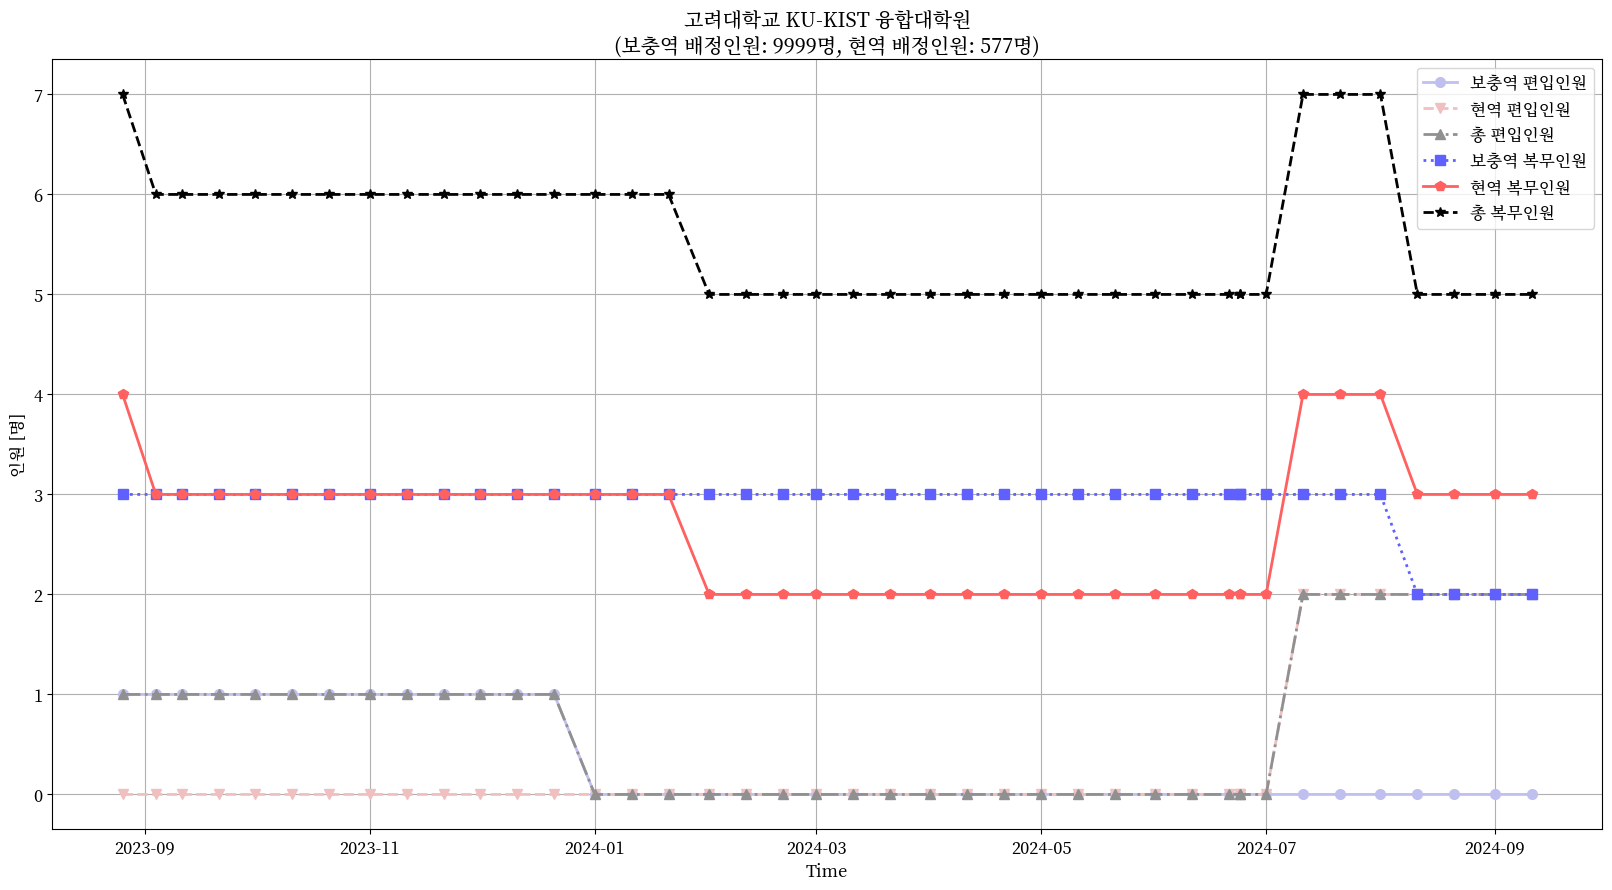 고려대학교 KU-KIST 융합대학원
(보충역 배정인원: 9999명, 현역 배정인원: 577명)
보충역 편입인원
현역 편입인원
총 편입인원
보충역 복무인원
현역 복무인원
총 복무인원
인원 [명]
7
6
5
4
3
2
1
0
2023-09
2023-11
2024-01
2024-03
2024-05
2024-07
2024-09
Time